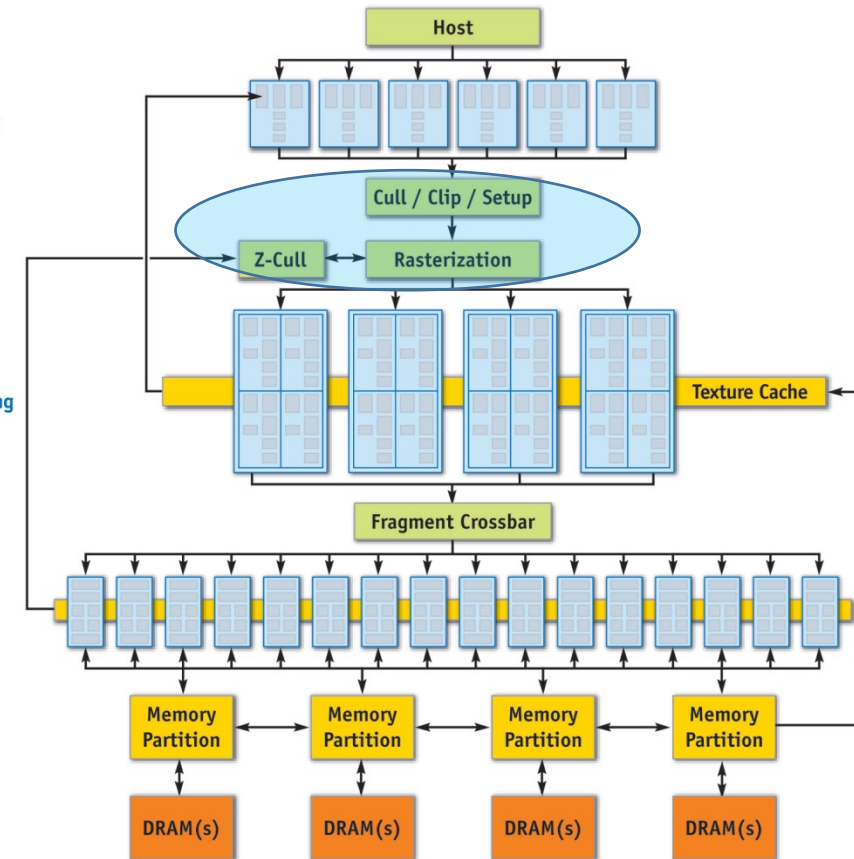 Host
Cull / Clip / Setup
Z-Cull
Rasterization
Texture Cache
Fragment Crossbar
Memory
Partition
Memory
Partition
Memory
Partition
Memory
Partition
DRAM(s)
DRAM(s)
DRAM(s)
DRAM(s)